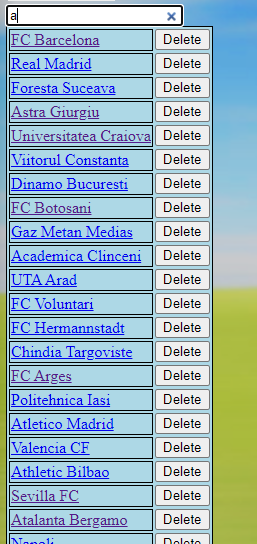 a
FC Barcelona Delete
Real Madrid Delete
Foresta Suceava Delete
Astra Giurgiu Delete
Universitatea Craiova Delete
Viitorul Constanta Delete
Dinamo Bucuresti Delete
FC Botosani Delete
Gaz Metan Medias Delete
Academica Clinceni Delete
UTA Arad Delete
FC Voluntari Delete
FC Hermannstadt Delete
Chindia Targoviste Delete
FC Arges Delete
Politehnica Iasi Delete
Atletico Madrid Delete
Valencia CF Delete
Athletic Bilbao Delete
Sevilla FC Delete
Atalanta Bergamo Delete
Napoli Delete